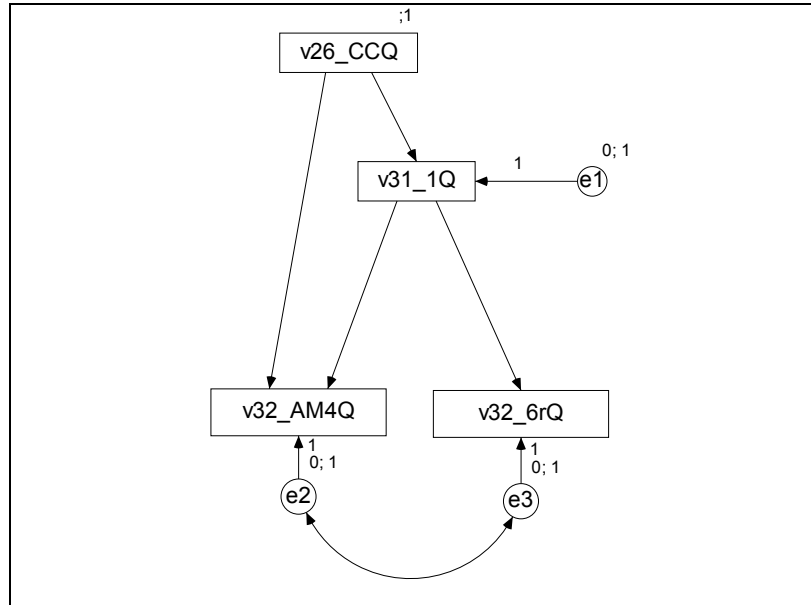 ;1
v26_CCQ
0; 1
1
v31_1Q
e1
v32_AM4Q
v32_6rQ
1
0; 1
1
0; 1
e2
e3